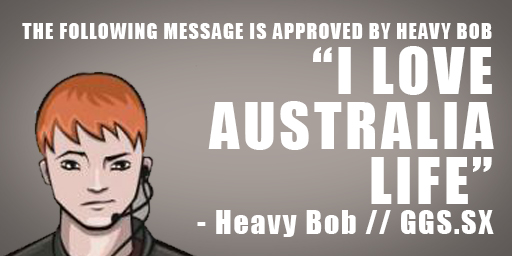 THE FOLLOWING MESSAGE IS APPROVED BY HEAVY BOB
“I LOVE
AUSTRALIA
LIFE”
- Heavy Bob // GGS.SX